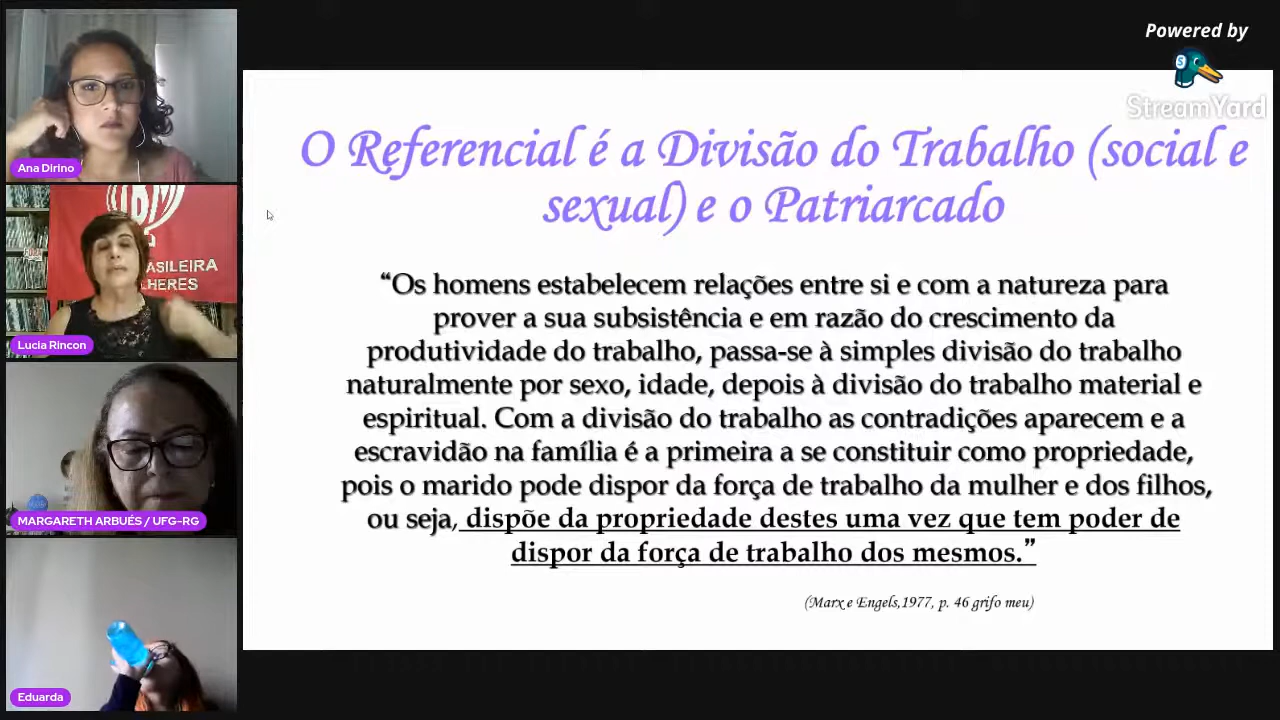 Powered by
StreamYard
Ana Dirino
UBM
BRASILEIRA
MULHERES
Lucia Rincon
MARGARETH ARBUÉS / UFG-RG
Eduarda
O Referencial é a Divisão do Trabalho (social e
sexual) e o Patriarcado
“Os homens estabelecem relações entre si e com a natureza para
prover a sua subsistência e em razão do crescimento da
produtividade do trabalho, passa-se à simples divisão do trabalho
naturalmente por sexo, idade, depois à divisão do trabalho material e
espiritual. Com a divisão do trabalho as contradições aparecem e a
escravidão na família é a primeira a se constituir como propriedade,
pois o marido pode dispor da força de trabalho da mulher e dos filhos,
ou seja, dispõe da propriedade destes uma vez que tem poder de
dispor da força de trabalho dos mesmos.”
(Marx e Engels,1977, p. 46 grifo meu)